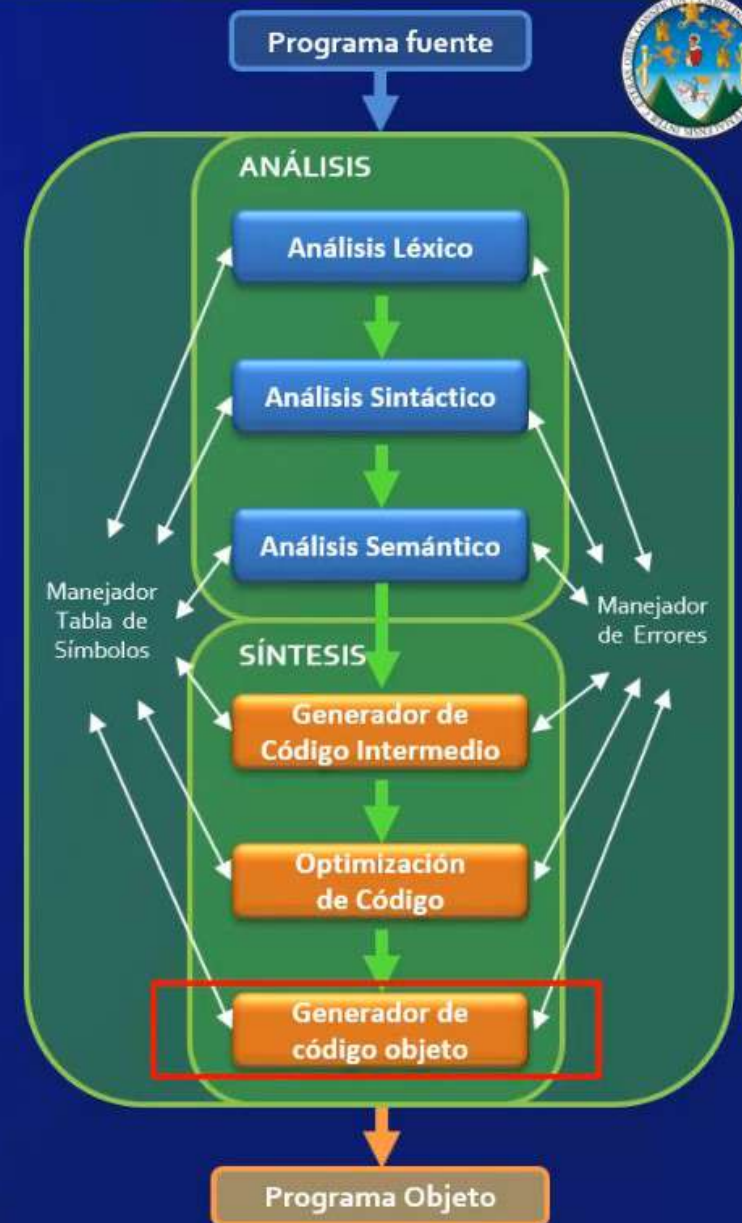 Programa fuente
ANÁLISIS
Análisis Léxico
Análisis Sintáctico
Análisis Semántico
Manejador
Tabla de
Símbolos
Manejador
de Errores
SÍNTESIS
Generador de
Código Intermedio
Optimización
de Código
Generador de
código objeto
Programa Objeto